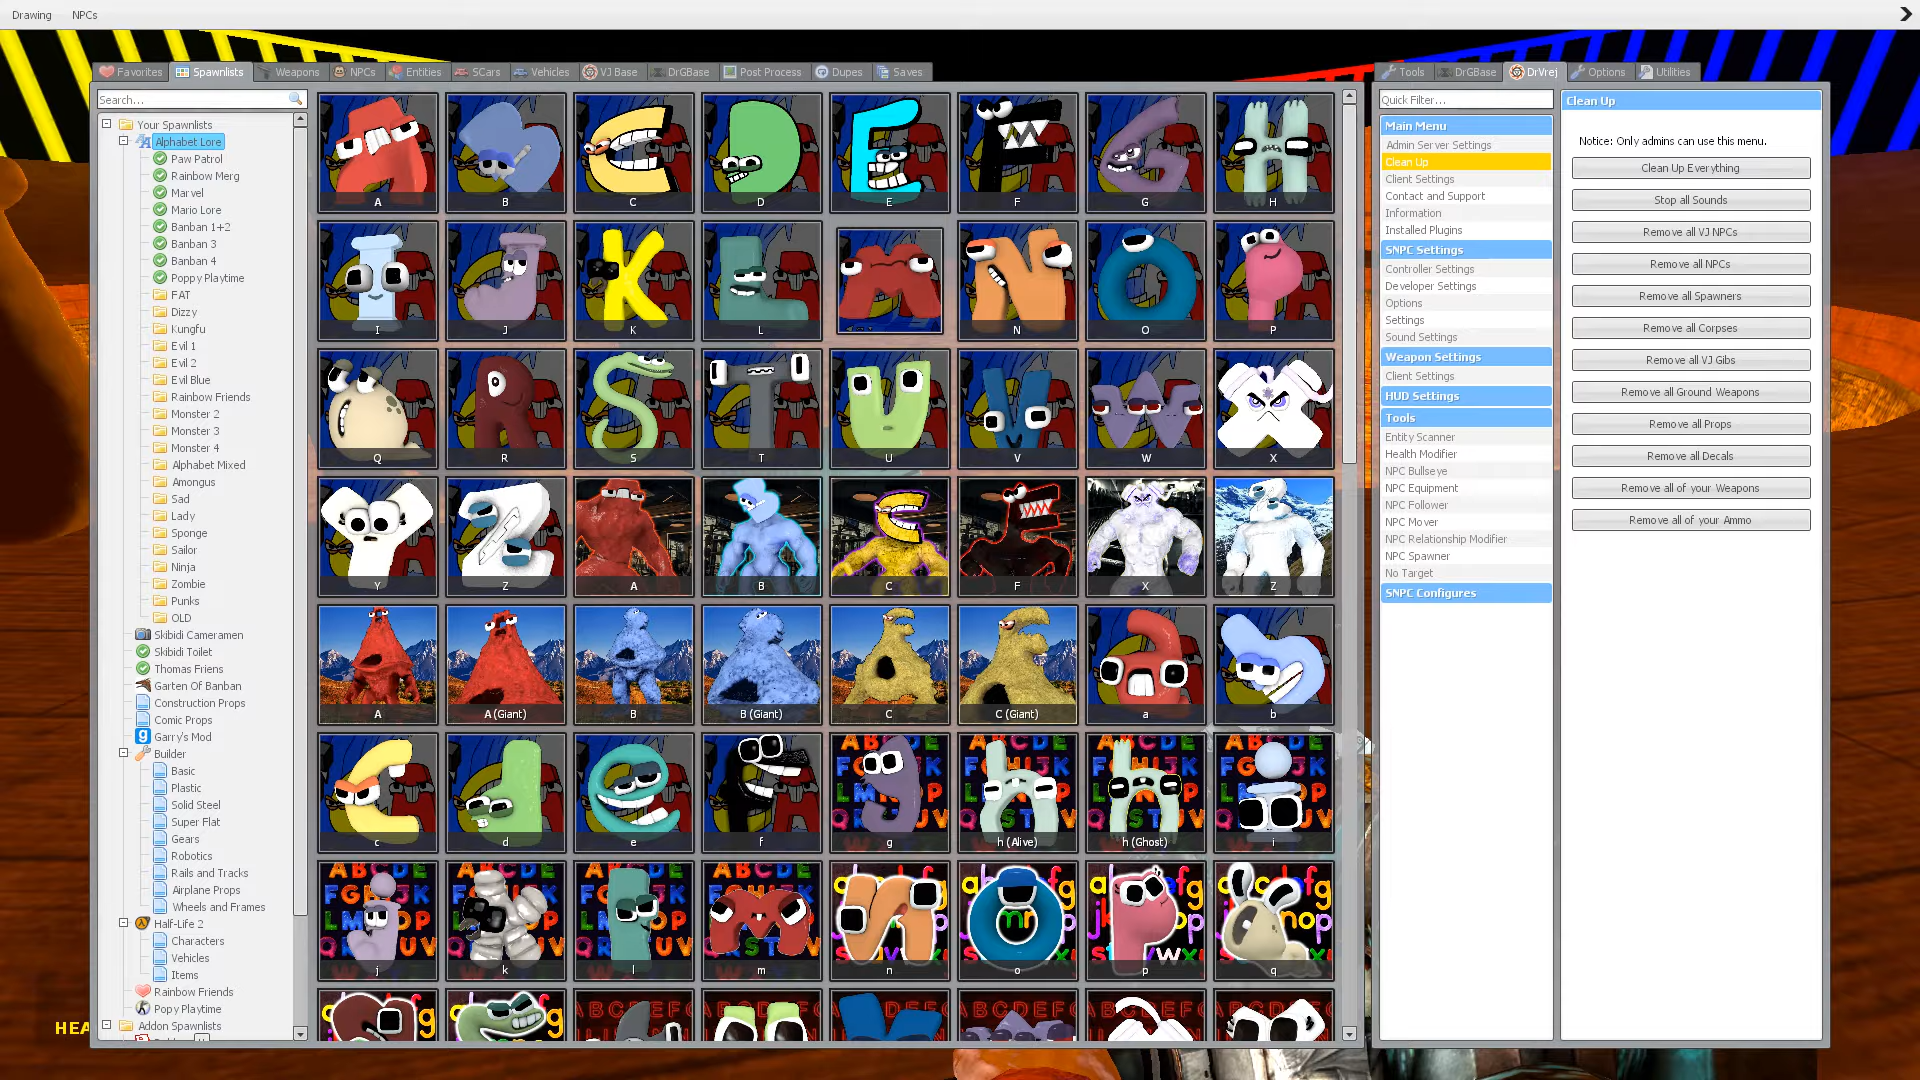 Drawing NPCs
Favorites Spawnlists Weapons NPCs Entities SCars Vehicles VJ Base DrGBase Post Process Dupes Saves
Tools DrGBase DrVrej Options Utilities
Search...
Your Spawnlists
Alphabet Lore
Paw Patrol
Rainbow Merg
Marvel
Mario Lore
Banban 1+2
Banban 3
Banban 4
Poppy Playtime
FAT
Dizzy
Kungfu
Evil 1
Evil 2
Evil Blue
Rainbow Friends
Monster 2
Monster 3
Monster 4
Alphabet Mixed
Amongus
Sad
Lady
Sponge
Sailor
Ninja
Zombie
Punks
OLD
Skibidi Cameramen
Skibidi Toilet
Thomas Friens
Garten Of Banban
Construction Props
Comic Props
Garry's Mod
Builder
Basic
Plastic
Solid Steel
Super Flat
Gears
Robotics
Rails and Tracks
Airplane Props
Wheels and Frames
Half-Life 2
Characters
Vehicles
Items
Rainbow Friends
Popy Playtime
Addon Spawnlists
HEA
A B C D E F G H
I J K L N O P
Q R S T U V W X
Y Z A B C F X Z
A A (Giant) B B (Giant) C C (Giant) a b
c d e f g h (Alive) h (Ghost) i
j k l m n o p q
Quick Filter...
Main Menu
Admin Server Settings
Clean Up
Client Settings
Contact and Support
Information
Installed Plugins
SNPC Settings
Controller Settings
Developer Settings
Options
Settings
Sound Settings
Weapon Settings
Client Settings
HUD Settings
Tools
Entity Scanner
Health Modifier
NPC Bullseye
NPC Equipment
NPC Follower
NPC Mover
NPC Relationship Modifier
NPC Spawner
No Target
SNPC Configures
Clean Up
Notice: Only admins can use this menu.
Clean Up Everything
Stop all Sounds
Remove all VJ NPCs
Remove all NPCs
Remove all Spawners
Remove all Corpses
Remove all VJ Gibs
Remove all Ground Weapons
Remove all Props
Remove all Decals
Remove all of your Weapons
Remove all of your Ammo